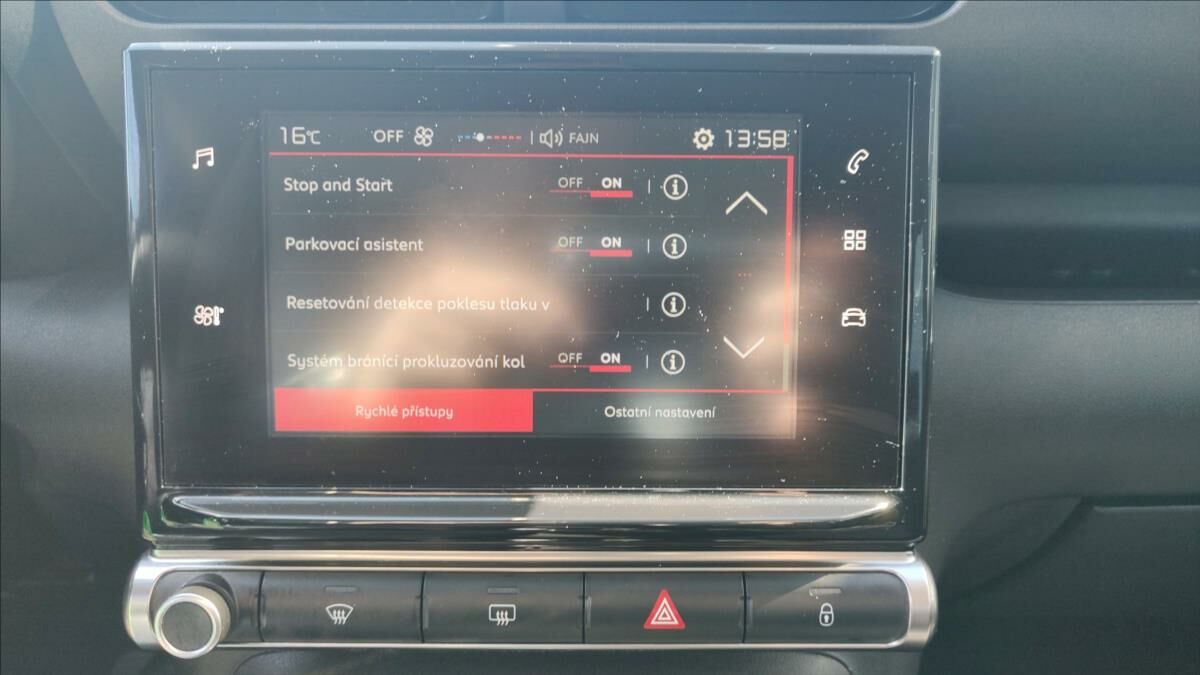 16°C OFF FAJN 13:58
Stop and Start OFF ON
Parkovací asistent OFF ON
Resetování detekce poklesu tlaku v
Systém bránící prokluzování kol OFF ON
Rychlé přístupy Ostatní nastavení